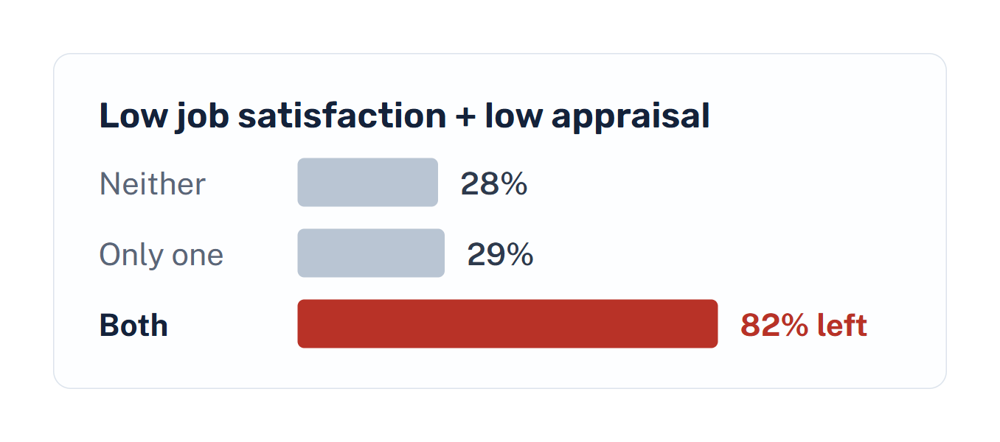 Low job satisfaction + low appraisal
Neither 28%
Only one 29%
Both 82% left